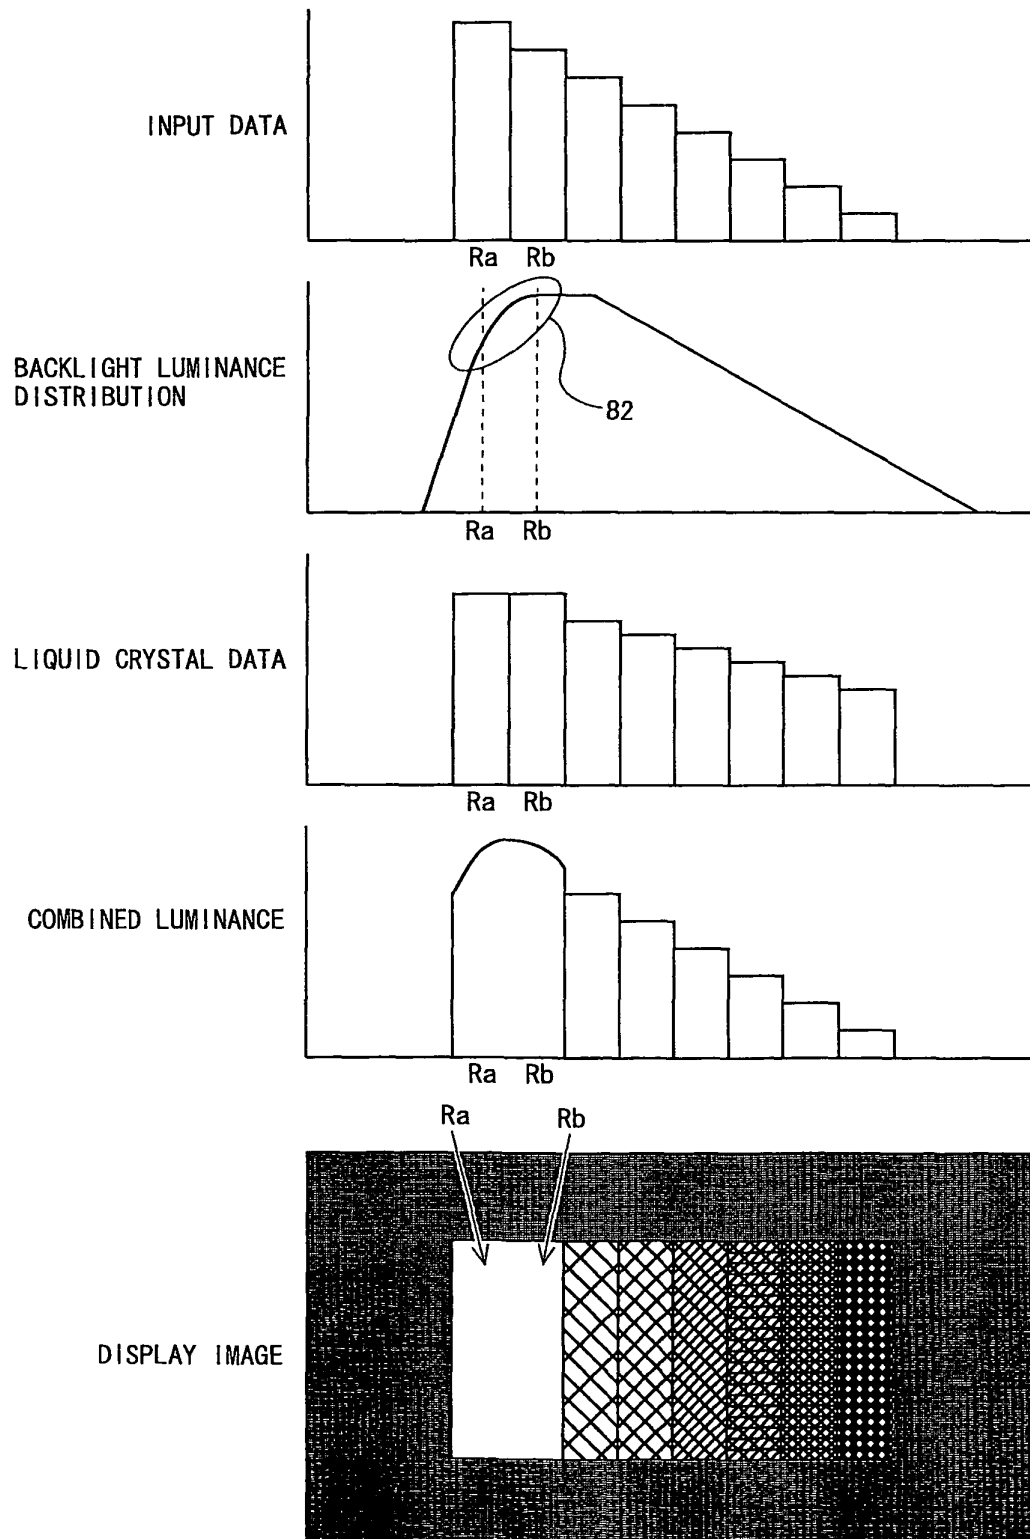 INPUT DATA
Ra Rb
BACKLIGHT LUMINANCE
DISTRIBUTION
82
Ra Rb
LIQUID CRYSTAL DATA
Ra Rb
COMBINED LUMINANCE
Ra Rb
Ra Rb
DISPLAY IMAGE